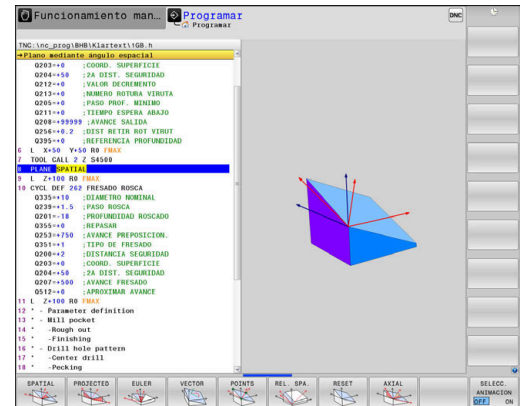 Funcionamiento man...
Programar
Programar
DNC
TNC:\nc_prog\BHB\Klartext\1GB.h
→Plano mediante ángulo espacial
Q203=+0 ;COORD. SUPERFICIE
Q204=+50 ;2A DIST. SEGURIDAD
Q212=+0 ;VALOR DECREMENTO
Q213=+0 ;NUMERO ROTURA VIRUTA
Q205=+0 ;PASO PROF. MINIMO
Q211=+0 ;TIEMPO ESPERA ABAJO
Q208=+99999 ;AVANCE SALIDA
Q256=+0.2 ;DIST RETIR ROT VIRUT
Q395=+0 ;REFERENCIA PROFUNDIDAD
6 L X+50 Y+50 R0 FMAX
7 TOOL CALL 2 Z S4500
8 PLANE SPATIAL
9 L Z+100 R0 FMAX
10 CYCL DEF 262 FRESADO ROSCA
Q335=+10 ;DIAMETRO NOMINAL
Q239=+1.5 ;PASO ROSCA
Q201=-18 ;PROFUNDIDAD ROSCADO
Q355=+0 ;REPASAR
Q253=+750 ;AVANCE PREPOSICION.
Q351=+1 ;TIPO DE FRESADO
Q200=+2 ;DISTANCIA SEGURIDAD
Q203=+0 ;COORD. SUPERFICIE
Q204=+50 ;2A DIST. SEGURIDAD
Q207=+500 ;AVANCE FRESADO
Q512=+0 ;APROXIMAR AVANCE
11 L Z+100 R0 FMAX
12 * - Parameter definition
13 * - Mill pocket
14 * -Rough out
15 * -Finishing
16 * - Drill hole pattern
17 * -Center drill
18 * -Pecking
SPATIAL PROJECTED EULER VECTOR POINTS REL. SPA. RESET AXIAL SELECC.
ANIMACION
OFF ON